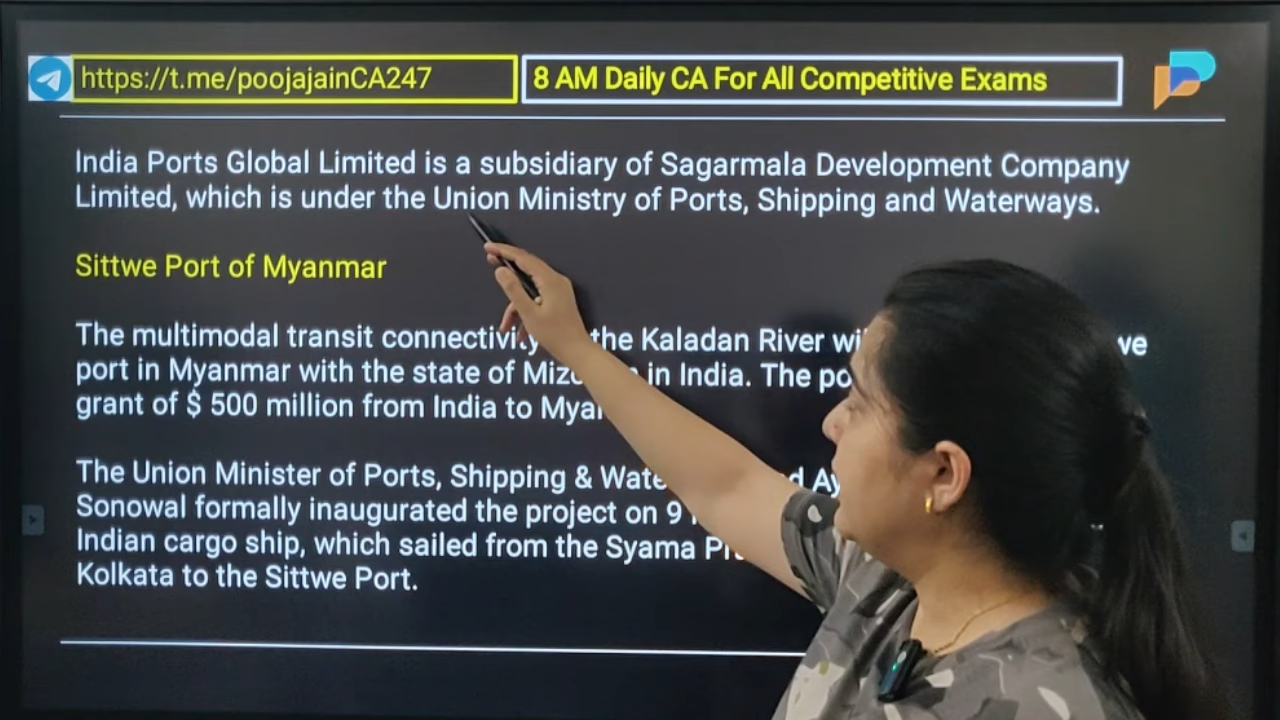 https://t.me/poojajainCA247
8 AM Daily CA For All Competitive Exams
India Ports Global Limited is a subsidiary of Sagarmala Development Company
Limited, which is under the Union Ministry of Ports, Shipping and Waterways.
Sittwe Port of Myanmar
The multimodal transit connectivity the Kaladan River
port in Myanmar with the state of in India. The
grant of $ 500 million from India to
The Union Minister of Ports, Shipping &
Sonowal formally inaugurated the project on 9
Indian cargo ship, which sailed from the Syama
Kolkata to the Sittwe Port.